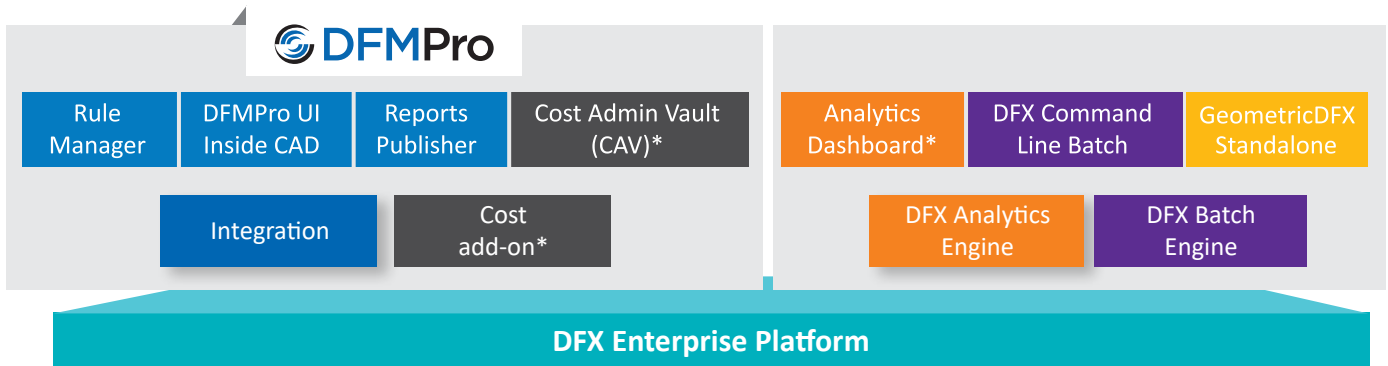 DFMPro
Rule
Manager
DFMPro UI
Inside CAD
Reports
Publisher
Cost Admin Vault
(CAV)*
Integration
Cost
add-on*
Analytics
Dashboard*
DFX Command
Line Batch
GeometricDFX
Standalone
DFX Analytics
Engine
DFX Batch
Engine
DFX Enterprise Platform